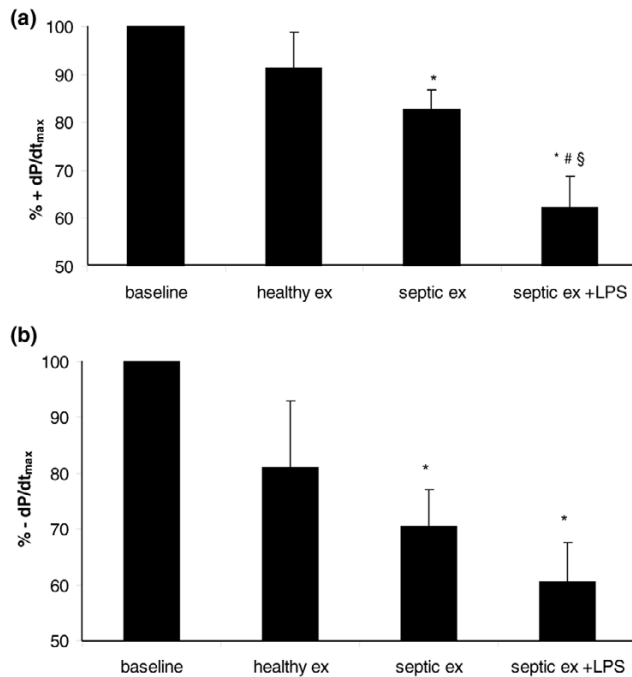 (a)
% + dP/dtmax
100
90
80
70
60
50
*
* # §
baseline healthy ex septic ex septic ex +LPS
(b)
% - dP/dtmax
100
90
80
70
60
50
*
*
baseline healthy ex septic ex septic ex +LPS